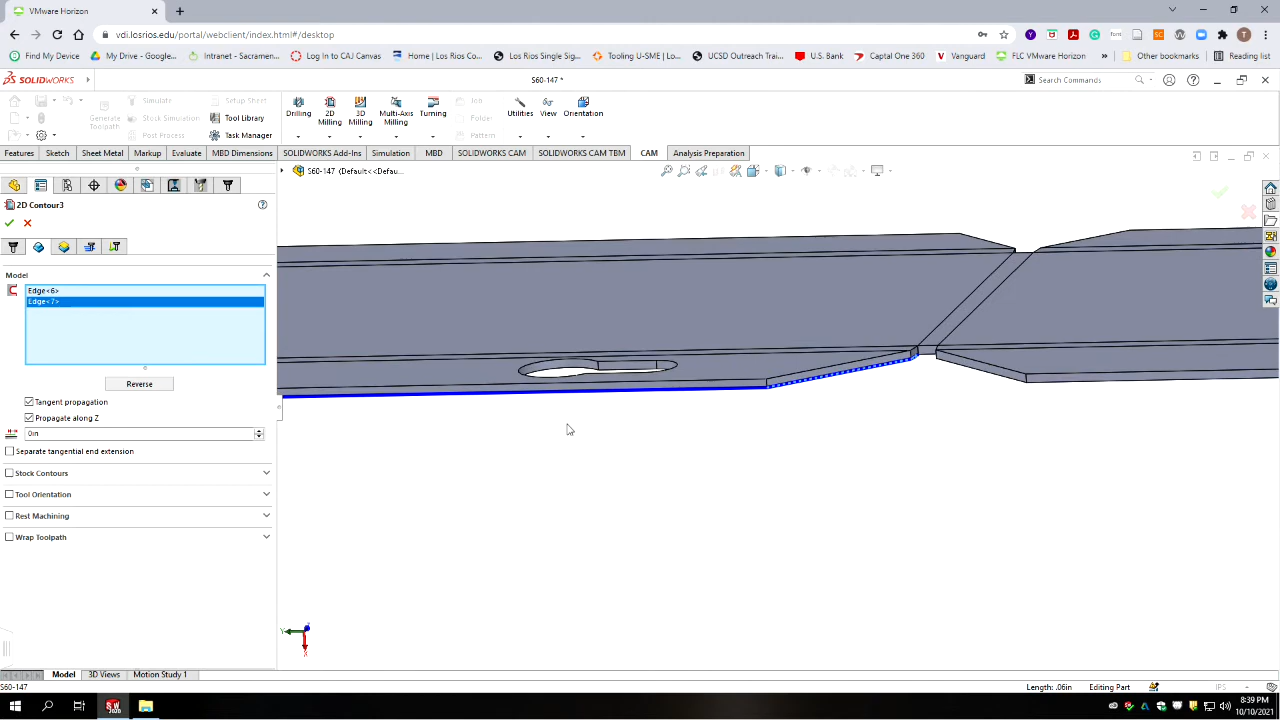 VMware Horizon
vdi.losrios.edu/portal/webclient/index.html#/desktop
Find My Device
My Drive - Google...
Intranet - Sacramen...
Log In to CAJ Canvas
Home | Los Rios Co...
Los Rios Single Sig...
Tooling U-SME | Lo...
UCSD Outreach Trai...
U.S. Bank
Capital One 360
Vanguard
FLC VMware Horizon
Other bookmarks
Reading list
SOLIDWORKS
S60-147 *
Search Commands
Generate
Toolpath
Simulate
Stock Simulation
Post Process
Setup Sheet
Tool Library
Task Manager
Drilling
2D
Milling
3D
Milling
Multi-Axis
Milling
Turning
Job
Folder
Pattern
Utilities
View
Orientation
Features
Sketch
Sheet Metal
Markup
Evaluate
MBD Dimensions
SOLIDWORKS Add-Ins
Simulation
MBD
SOLIDWORKS CAM
SOLIDWORKS CAM TBM
CAM
Analysis Preparation
S60-147 (Default<<Defau...
2D Contour3
Model
Edge<6>
Edge<7>
Reverse
Tangent propagation
Propagate along Z
0in
Separate tangential end extension
Stock Contours
Tool Orientation
Rest Machining
Wrap Toolpath
Y
X
Model
3D Views
Motion Study 1
S60-147
Length: .06in
Editing Part
IPS
8:39 PM
10/10/2021